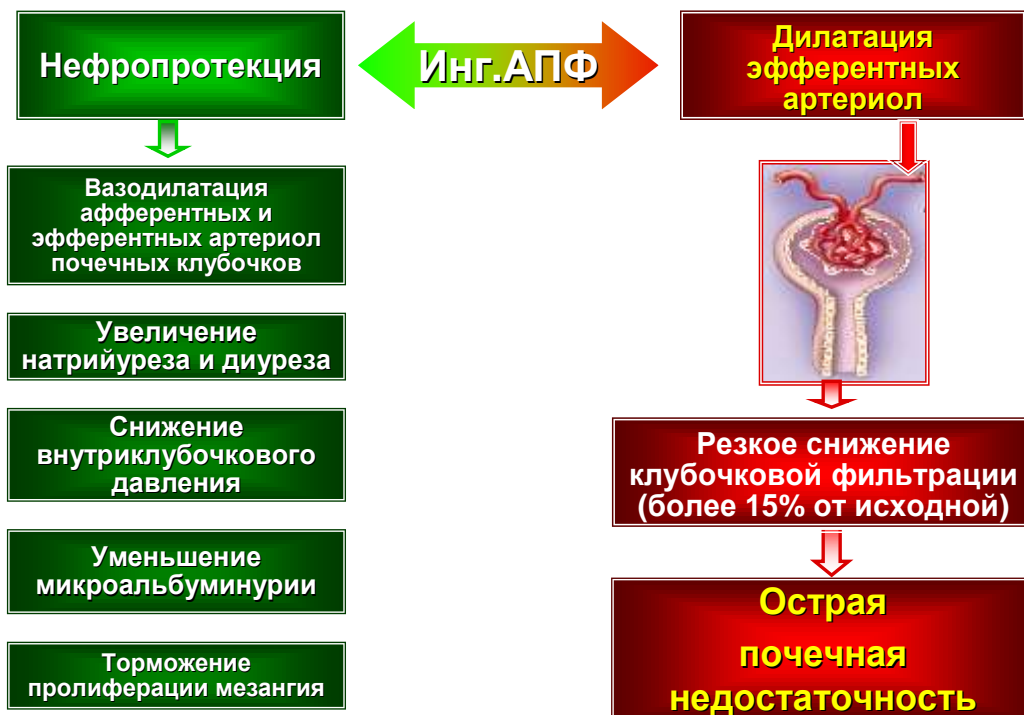 Нефропротекция
Инг.АПФ
Дилатация
эфферентных
артериол
Вазодилатация
афферентных и
эфферентных артериол
почечных клубочков
Увеличение
натрийуреза и диуреза
Снижение
внутриклубочкового
давления
Уменьшение
микроальбуминурии
Торможение
пролиферации мезангия
Резкое снижение
клубочковой фильтрации
(более 15% от исходной)
Острая
почечная
недостаточность